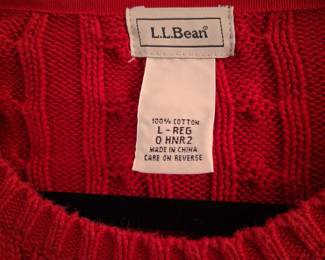 L.L.Bean®
100% COTTON
L-REG
0 HNR2
MADE IN CHINA
CARE ON REVERSE